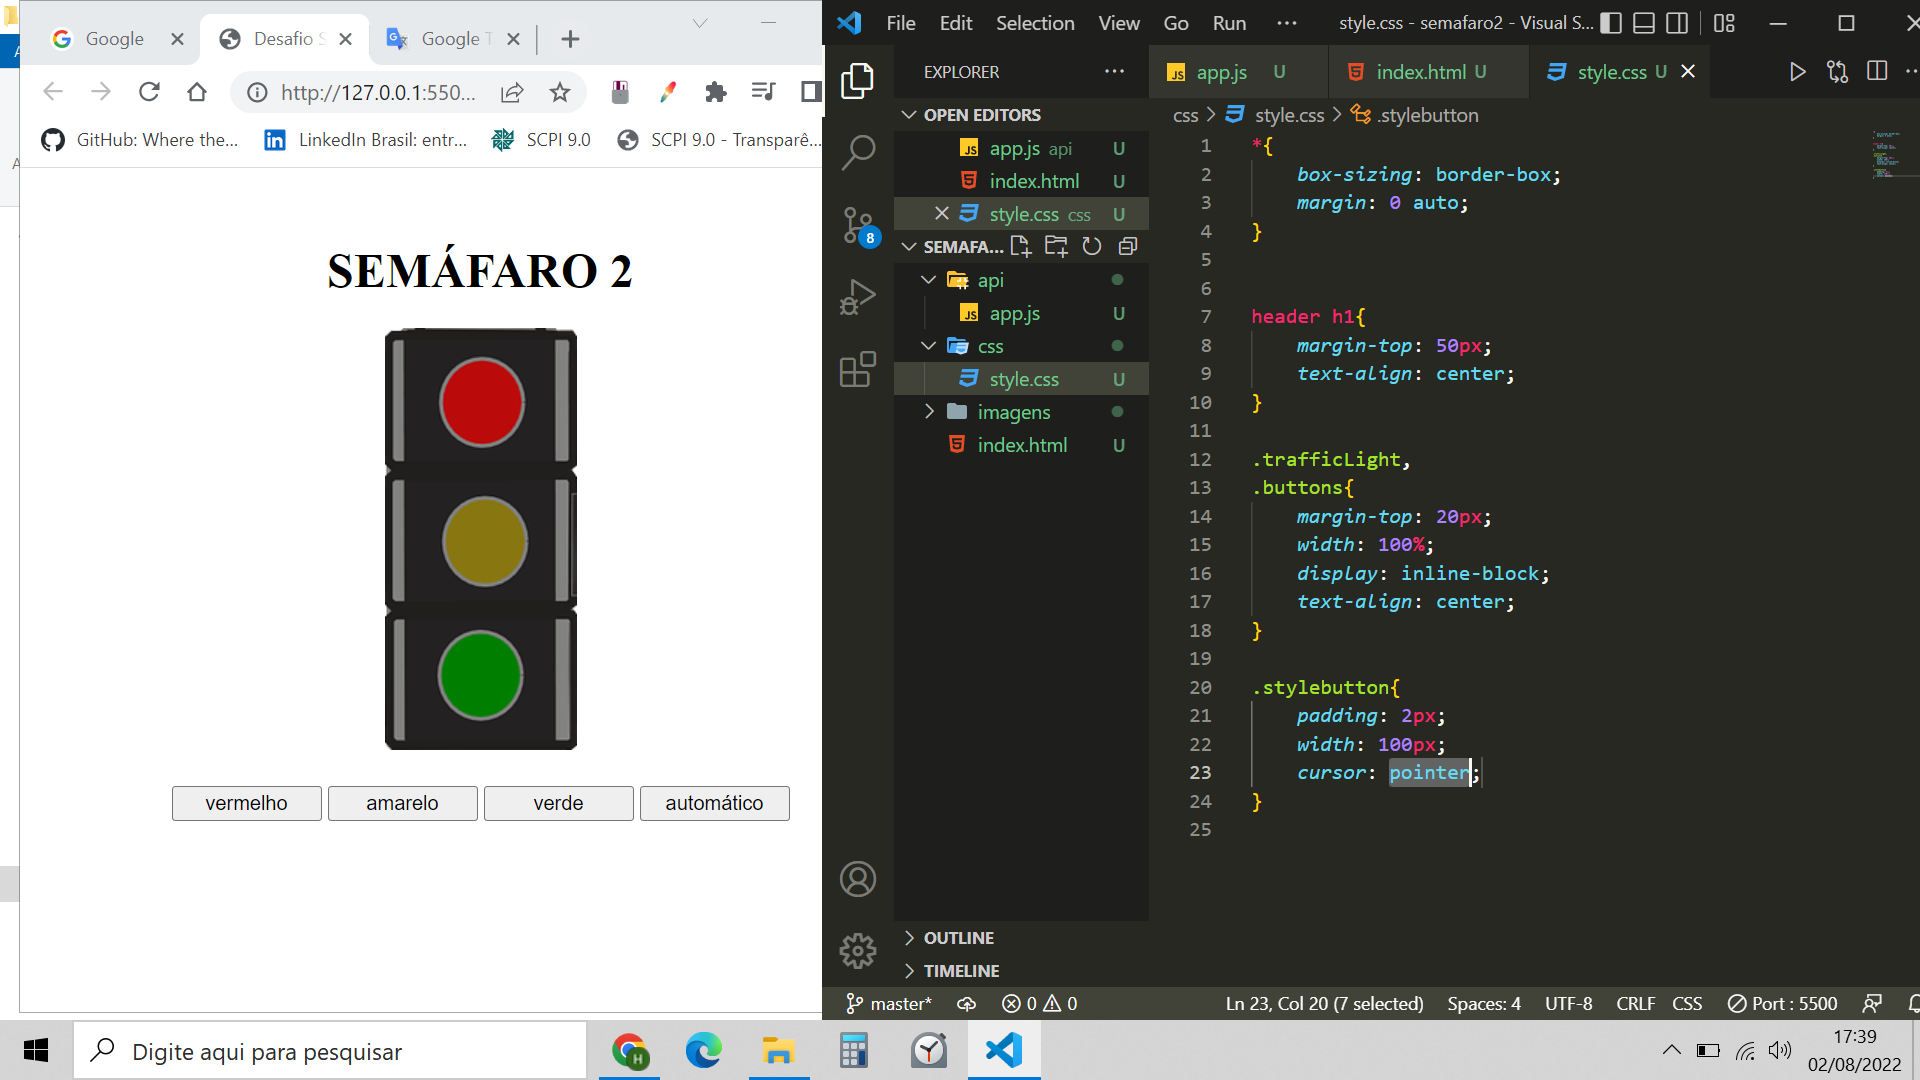 Google
Desafio S
Google T
http://127.0.0.1:550...
GitHub: Where the...
LinkedIn Brasil: entr...
SCPI 9.0
SCPI 9.0 - Transparê...
SEMÁFARO 2
vermelho
amarelo
verde
automático
File Edit Selection View Go Run ···
style.css - semafaro2 - Visual S...
EXPLORER
···
JS app.js U
index.html U
style.css U
css > style.css > .stylebutton
OPEN EDITORS
JS app.js api U
index.html U
style.css css U
SEMAFA...
api
JS app.js U
css
style.css U
imagens
index.html U
8
OUTLINE
TIMELINE
1 *{
2 box-sizing: border-box;
3 margin: 0 auto;
4 }
5
6
7 header h1{
8 margin-top: 50px;
9 text-align: center;
10 }
11
12 .trafficLight,
13 .buttons{
14 margin-top: 20px;
15 width: 100%;
16 display: inline-block;
17 text-align: center;
18 }
19
20 .stylebutton{
21 padding: 2px;
22 width: 100px;
23 cursor: pointer;
24 }
25
master* 0 0 Ln 23, Col 20 (7 selected) Spaces: 4 UTF-8 CRLF CSS Port : 5500
Digite aqui para pesquisar
H
17:39
02/08/2022